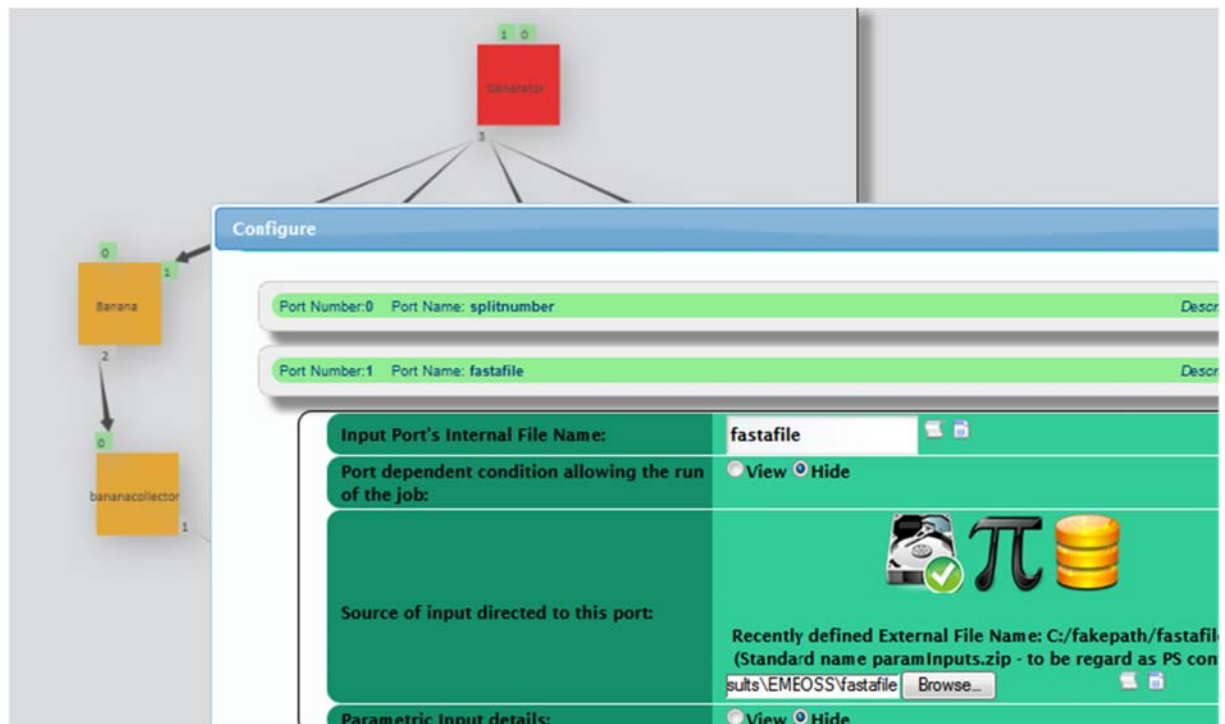 1 0
Generator
3
Configure
0
1
Banana
2
0
bananacollector
1
Port Number:0 Port Name: splitnumber Descr
Port Number:1 Port Name: fastafile Descr
Input Port's Internal File Name: fastafile
Port dependent condition allowing the run View Hide
of the job:
Source of input directed to this port:
Recently defined External File Name: C:/fakepath/fastafil
(Standard name paramInputs.zip - to be regard as PS con
sults\EMEOSS\fastafile Browse...
Parametric Input details: View Hide